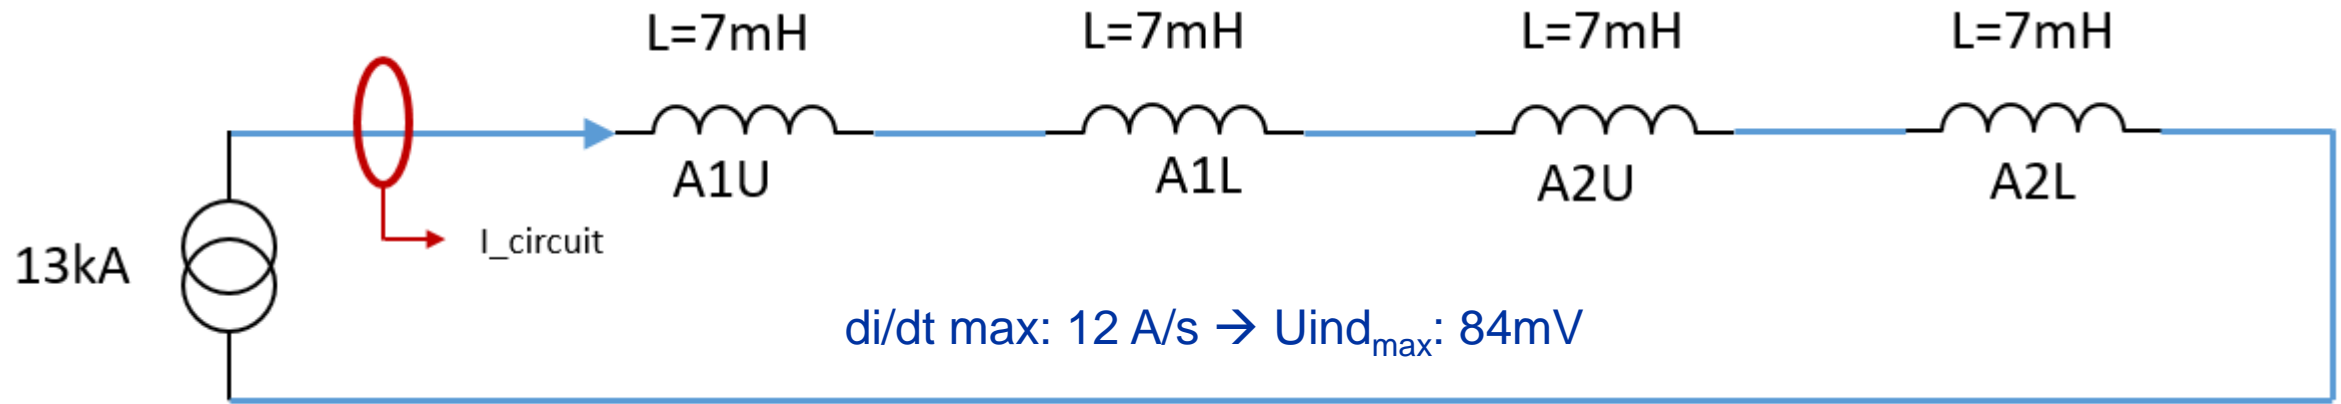 L=7mH
L=7mH
L=7mH
L=7mH
A1U
A1L
A2U
A2L
I_circuit
13kA
di/dt max: 12 A/s → Uindmax: 84mV